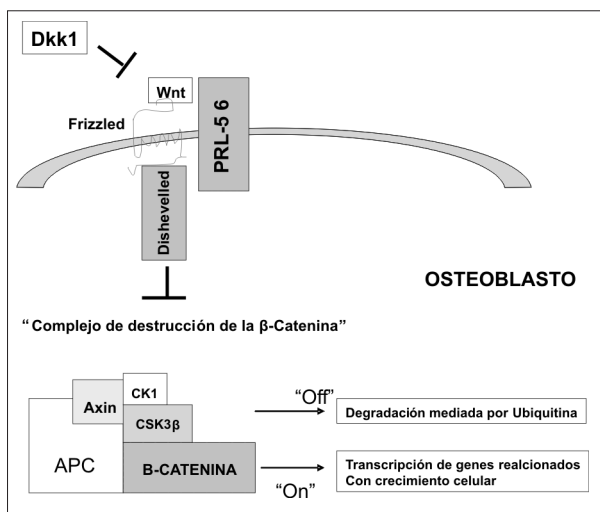 Dkk1
Wnt
Frizzled
PRL-5 6
Dishevelled
OSTEOBLASTO
“Complejo de destrucción de la β-Catenina”
CK1
Axin
CSK3β
APC
B-CATENINA
“Off”
Degradación mediada por Ubiquitina
“On”
Transcripción de genes realcionados
Con crecimiento celular